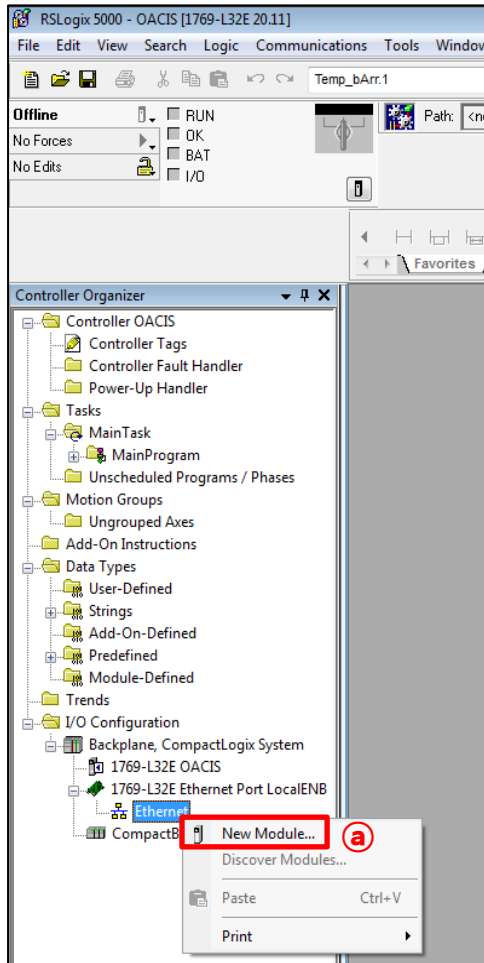 RSLogix 5000 - OACIS [1769-L32E 20.11]
File Edit View Search Logic Communications Tools Window
Temp_bArr.1
Offline
RUN
Path:
No Forces
OK
No Edits
BAT
I/O
Favorites
Controller Organizer
Controller OACIS
Controller Tags
Controller Fault Handler
Power-Up Handler
Tasks
MainTask
MainProgram
Unscheduled Programs / Phases
Motion Groups
Ungrouped Axes
Add-On Instructions
Data Types
User-Defined
Strings
Add-On-Defined
Predefined
Module-Defined
Trends
I/O Configuration
Backplane, CompactLogix System
1769-L32E OACIS
1769-L32E Ethernet Port LocalENB
Ethernet
CompactB
New Module... ⓐ
Discover Modules...
Paste Ctrl+V
Print